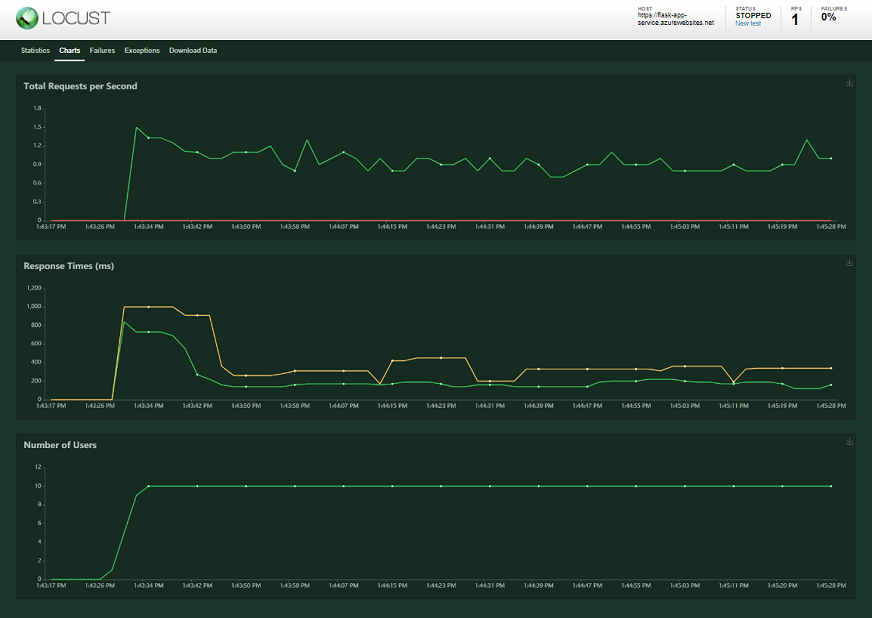 LOCUST
HOST
https://flask-app-
service.azurewebsites.net
STATUS
STOPPED
New test
RPS
1
FAILURES
0%
Statistics Charts Failures Exceptions Download Data
Total Requests per Second
1.8
1.5
1.2
0.9
0.6
0.3
0
1:43:17 PM 1:43:26 PM 1:43:34 PM 1:43:42 PM 1:43:50 PM 1:43:58 PM 1:44:07 PM 1:44:15 PM 1:44:23 PM 1:44:31 PM 1:44:39 PM 1:44:47 PM 1:44:55 PM 1:45:03 PM 1:45:11 PM 1:45:19 PM 1:45:28 PM
Response Times (ms)
1,200
1,000
800
600
400
200
0
1:43:17 PM 1:43:26 PM 1:43:34 PM 1:43:42 PM 1:43:50 PM 1:43:58 PM 1:44:07 PM 1:44:15 PM 1:44:23 PM 1:44:31 PM 1:44:39 PM 1:44:47 PM 1:44:55 PM 1:45:03 PM 1:45:11 PM 1:45:19 PM 1:45:28 PM
Number of Users
12
10
8
6
4
2
0
1:43:17 PM 1:43:26 PM 1:43:34 PM 1:43:42 PM 1:43:50 PM 1:43:58 PM 1:44:07 PM 1:44:15 PM 1:44:23 PM 1:44:31 PM 1:44:39 PM 1:44:47 PM 1:44:55 PM 1:45:03 PM 1:45:11 PM 1:45:20 PM 1:45:28 PM